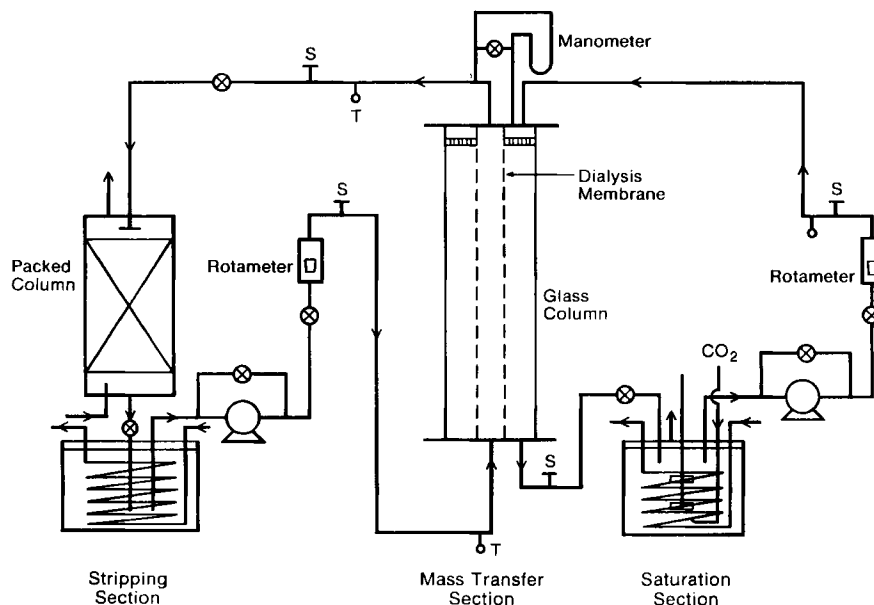 Manometer
S
T
S
Dialysis
Membrane
S
Packed
Column
Rotameter
Rotameter
Glass
Column
CO2
S
T
Stripping
Section
Mass Transfer
Section
Saturation
Section